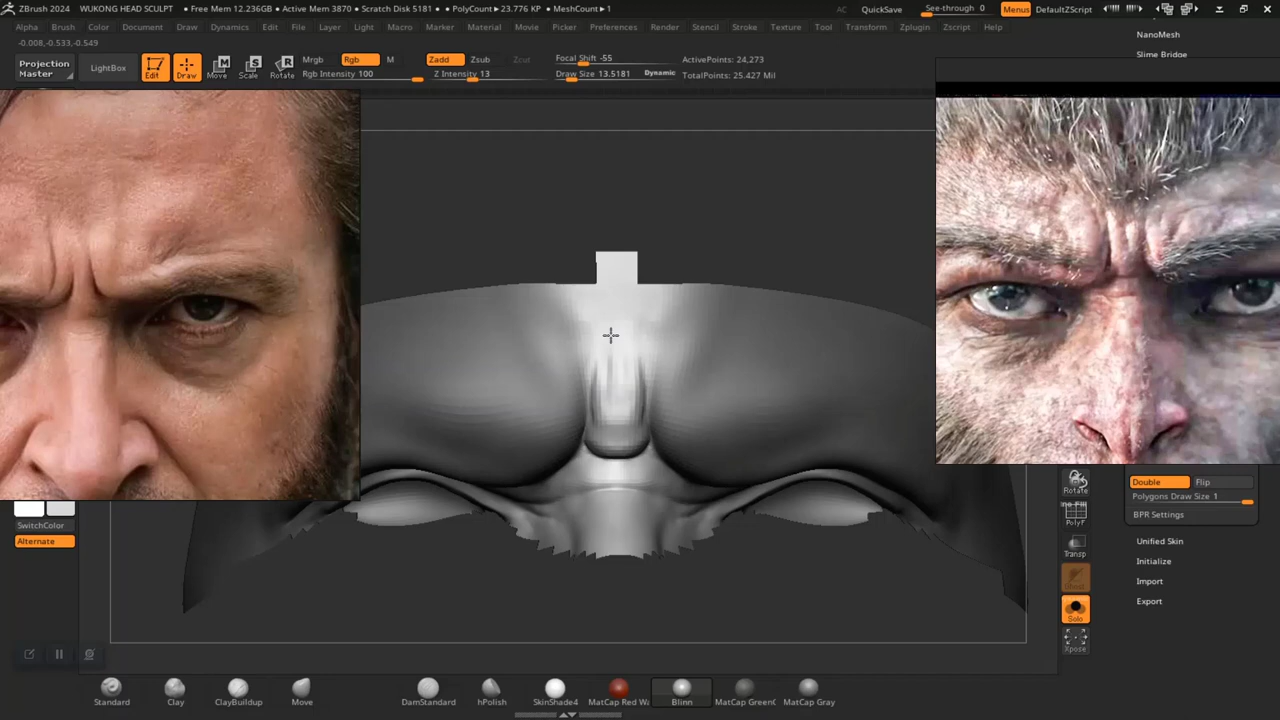 ZBrush 2024 WUKONG HEAD SCULPT • Free Mem 12.236GB • Active Mem 3870 • Scratch Disk 5181 • PolyCount 23.776 KP • MeshCount 1 AC QuickSave See-through 0 Menus DefaultZScript
Alpha Brush Color Document Draw Dynamics Edit File Layer Light Macro Marker Material Movie Picker Preferences Render Stencil Stroke Texture Tool Transform Zplugin Zscript Help
-0.008,-0.533,-0.549
NanoMesh
Slime Bridge
Projection Master
LightBox
Edit Draw Move Scale Rotate
Mrgb Rgb M Zadd Zsub Zcut
Rgb Intensity 100 Z Intensity 13
Focal Shift -55 ActivePoints: 24,273
Draw Size 13.5181 Dynamic TotalPoints: 25.427 Mil
SwitchColor
Alternate
Rotate
PolyF
Transp
Ghost
Solo
Xpose
Double Flip
Polygons Draw Size 1
BPR Settings
Unified Skin
Initialize
Import
Export
Standard Clay ClayBuildup Move DamStandard hPolish SkinShade4 MatCap Red Wa Blinn MatCap GreenC MatCap Gray